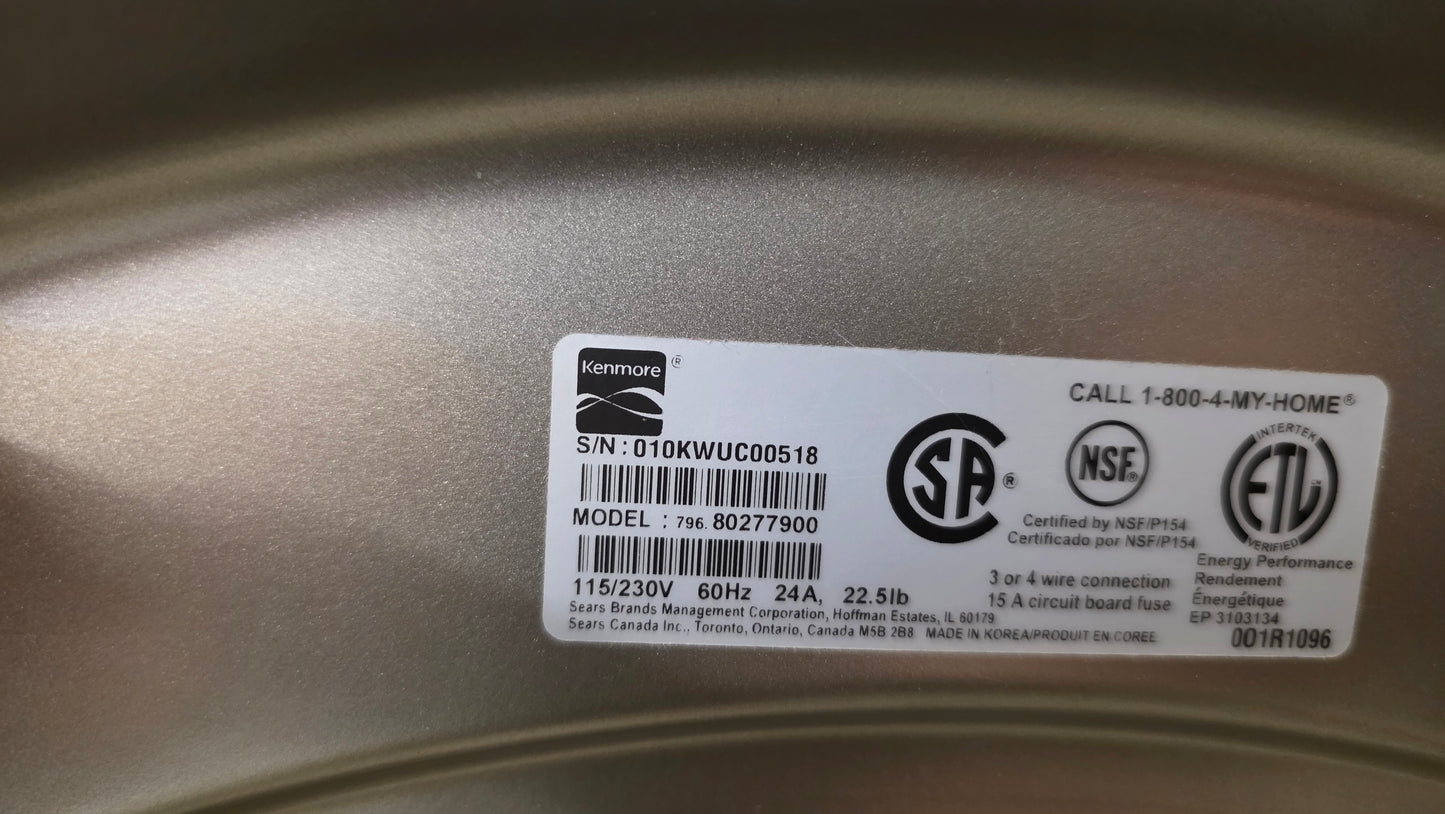 Kenmore ®
CALL 1-800-4-MY-HOME®
S/N : 010KWUC00518
MODEL : 796. 80277900
115/230V 60Hz 24A, 22.5lb
Sears Brands Management Corporation, Hoffman Estates, IL 60179
Sears Canada Inc., Toronto, Ontario, Canada M5B 2B8 MADE IN KOREA/PRODUIT EN COREE
SA ®
NSF®
Certified by NSF/P154
Certificado por NSF/P154
3 or 4 wire connection
15 A circuit board fuse
INTERTEK
ETL
VERIFIED
Energy Performance
Rendement
Énergétique
EP 3103134
001R1096